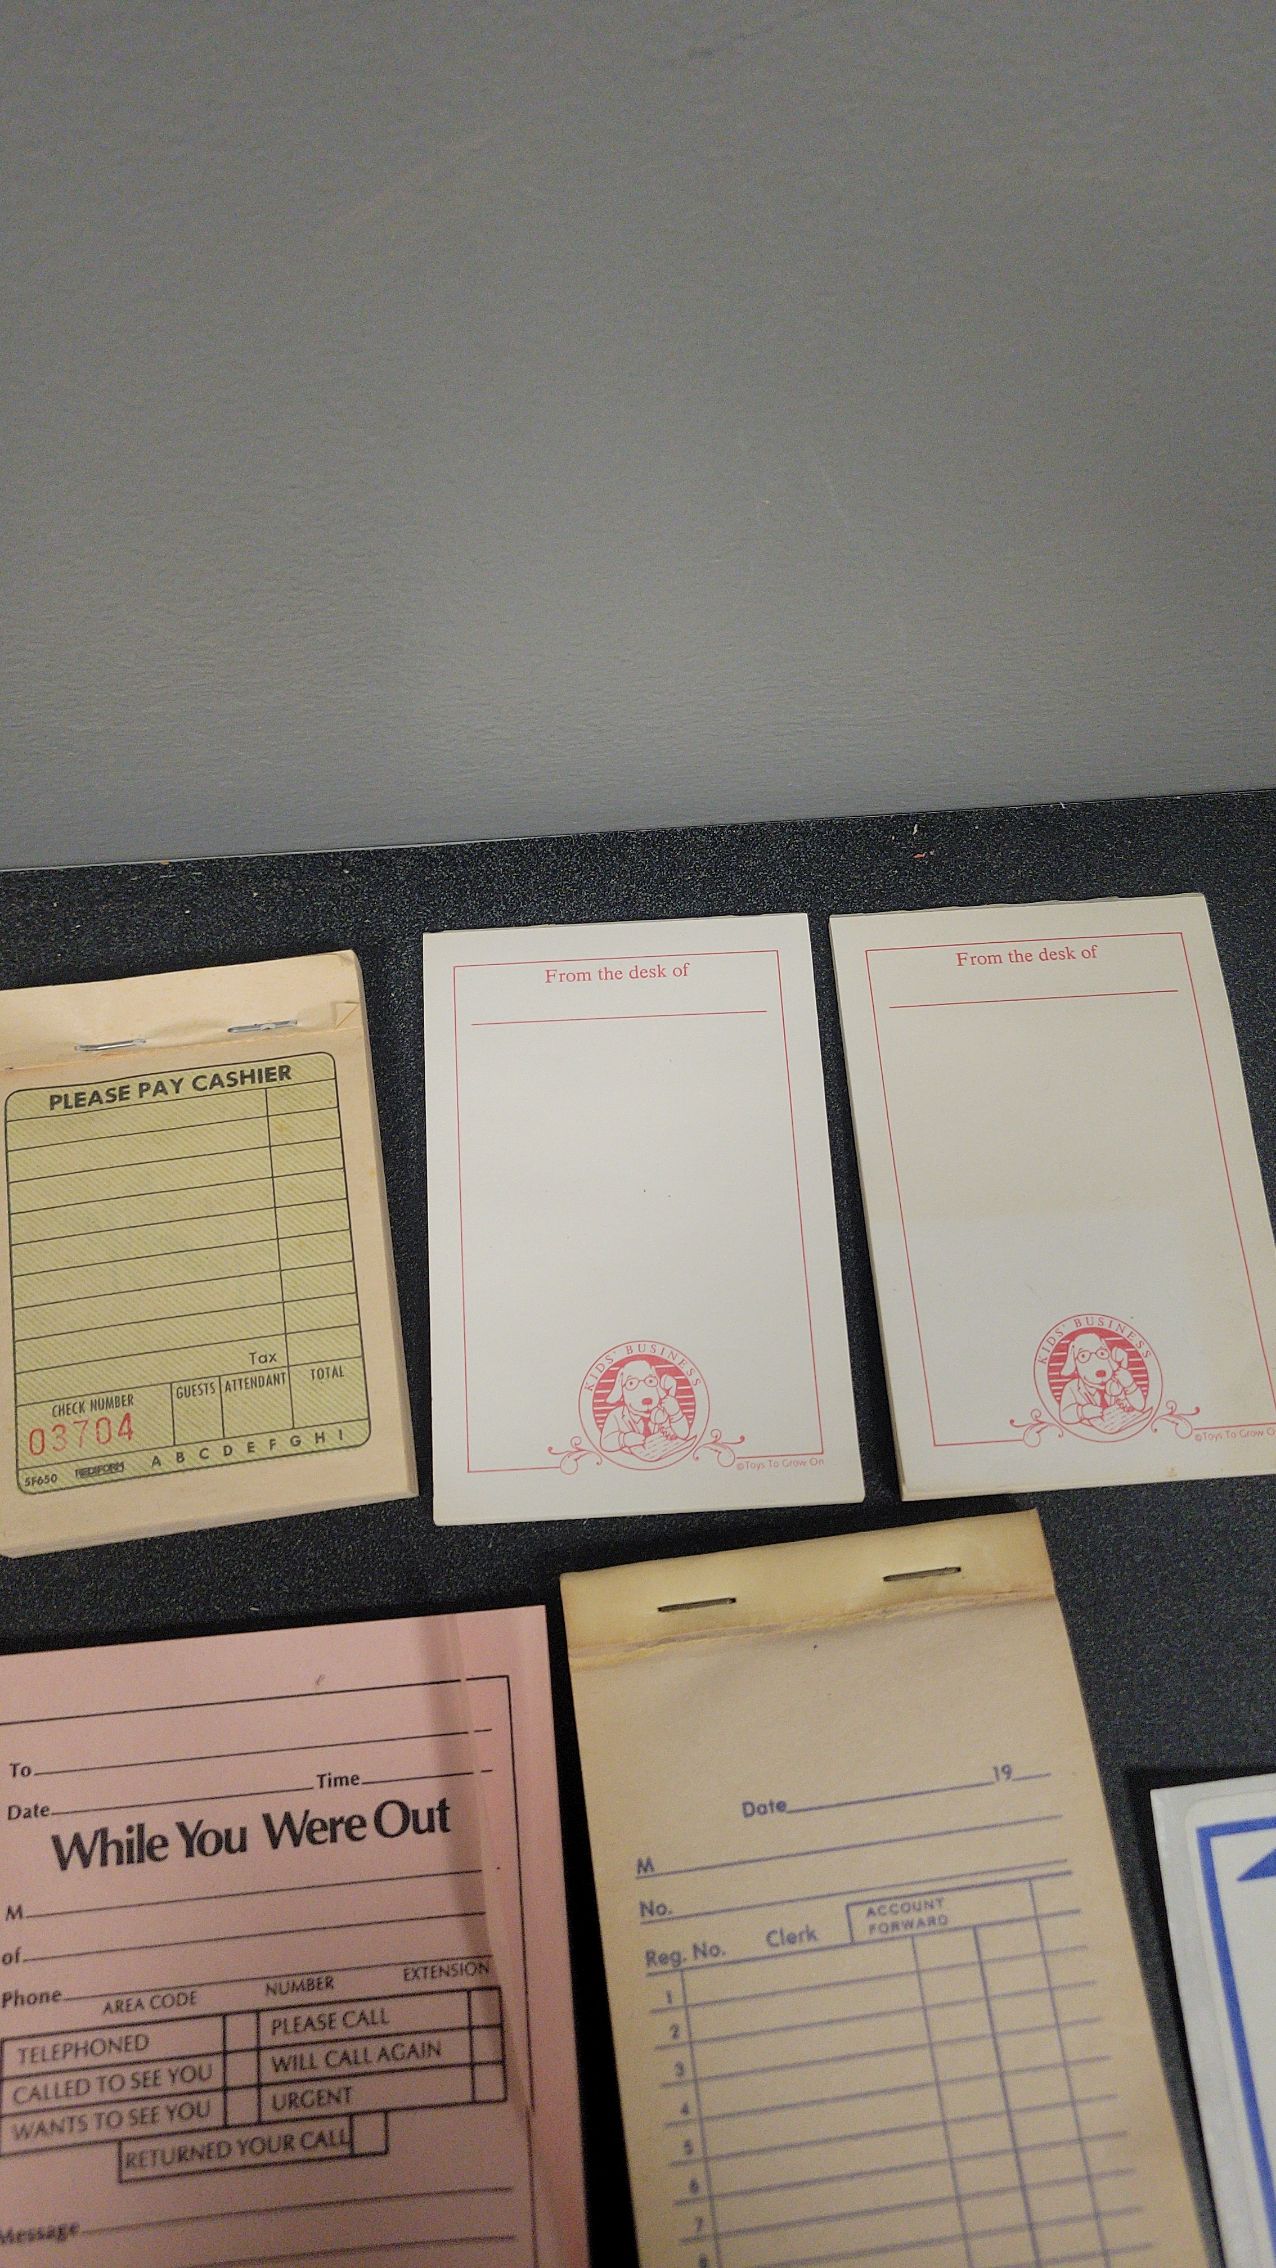 PLEASE PAY CASHIER
Tax
CHECK NUMBER
GUESTS
ATTENDANT
TOTAL
03704
5F650 REDIFORM A B C D E F G H I
From the desk of
KIDS' BUSINESS
©Toys To Grow On
From the desk of
KIDS' BUSINESS
©Toys To Grow On
To
Date Time
While You Were Out
M
of
Phone
AREA CODE NUMBER EXTENSION
TELEPHONED PLEASE CALL
CALLED TO SEE YOU WILL CALL AGAIN
WANTS TO SEE YOU URGENT
RETURNED YOUR CALL
Message
Date 19
M
No.
Reg. No. Clerk ACCOUNT
FORWARD
1
2
3
4
5
6
7
8